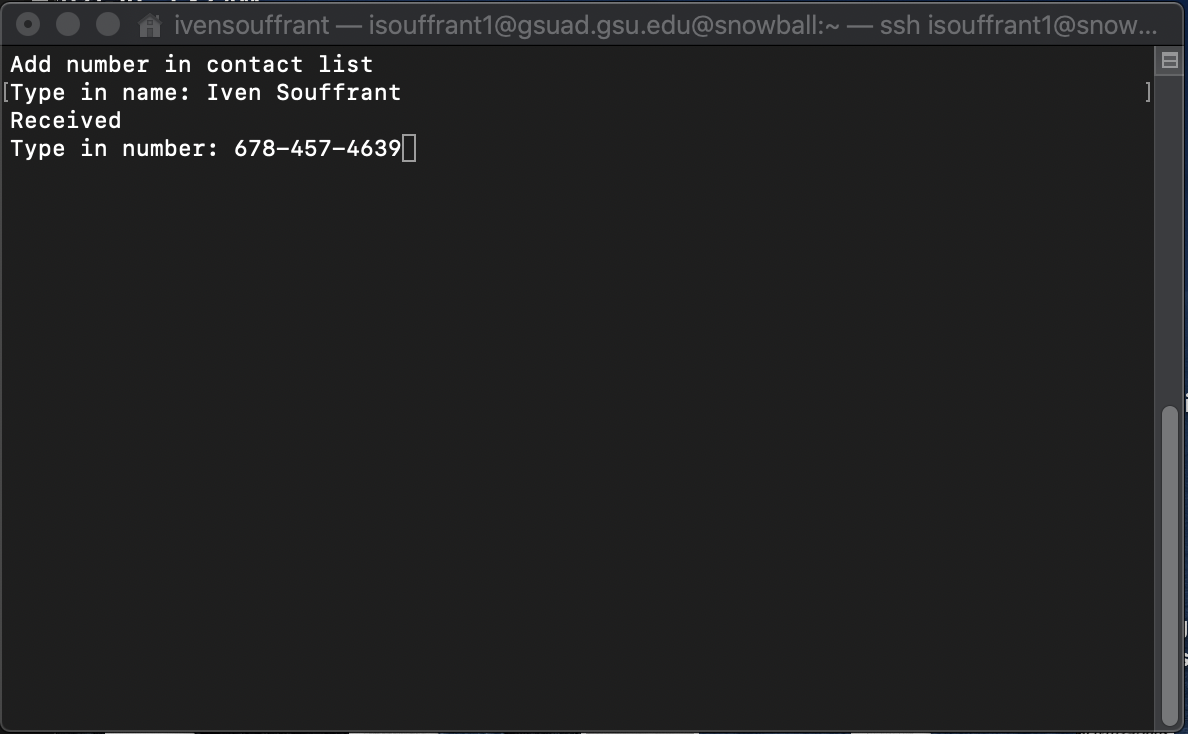 ivensouffrant — isouffrant1@gsuad.gsu.edu@snowball:~ — ssh isouffrant1@snow...
Add number in contact list
[Type in name: Iven Souffrant ]
Received
Type in number: 678-457-4639